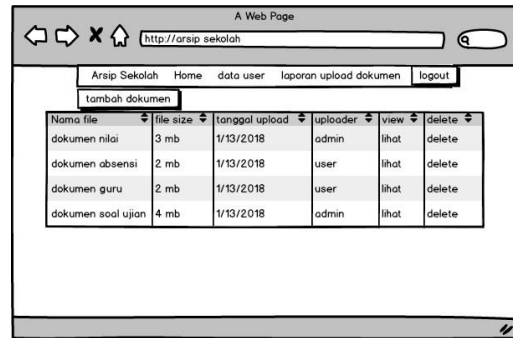 A Web Page
http://arsip sekolah
Arsip Sekolah Home data user laporan upload dokumen logout
tambah dokumen
Nama file file size tanggal upload uploader view delete
dokumen nilai 3 mb 1/13/2018 admin lihat delete
dokumen absensi 2 mb 1/13/2018 user lihat delete
dokumen guru 2 mb 1/13/2018 user lihat delete
dokumen soal ujian 4 mb 1/13/2018 admin lihat delete